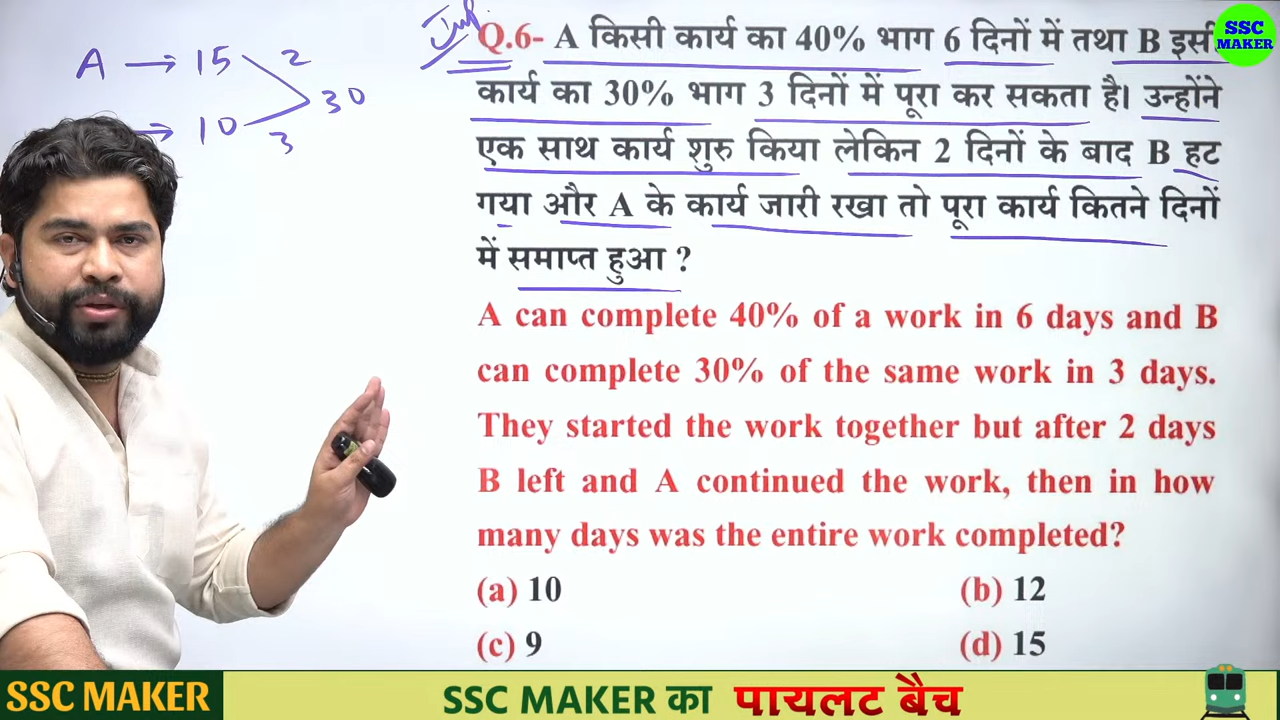 Imp
Q.6- A किसी कार्य का 40% भाग 6 दिनों में तथा B इसी
कार्य का 30% भाग 3 दिनों में पूरा कर सकता है। उन्होंने
एक साथ कार्य शुरु किया लेकिन 2 दिनों के बाद B हट
गया और A के कार्य जारी रखा तो पूरा कार्य कितने दिनों
में समाप्त हुआ ?
A can complete 40% of a work in 6 days and B
can complete 30% of the same work in 3 days.
They started the work together but after 2 days
B left and A continued the work, then in how
many days was the entire work completed?
(a) 10 (b) 12
(c) 9 (d) 15
A → 15 2
30
→ 10 3
SSC
MAKER
SSC MAKER
SSC MAKER का पायलट बैच